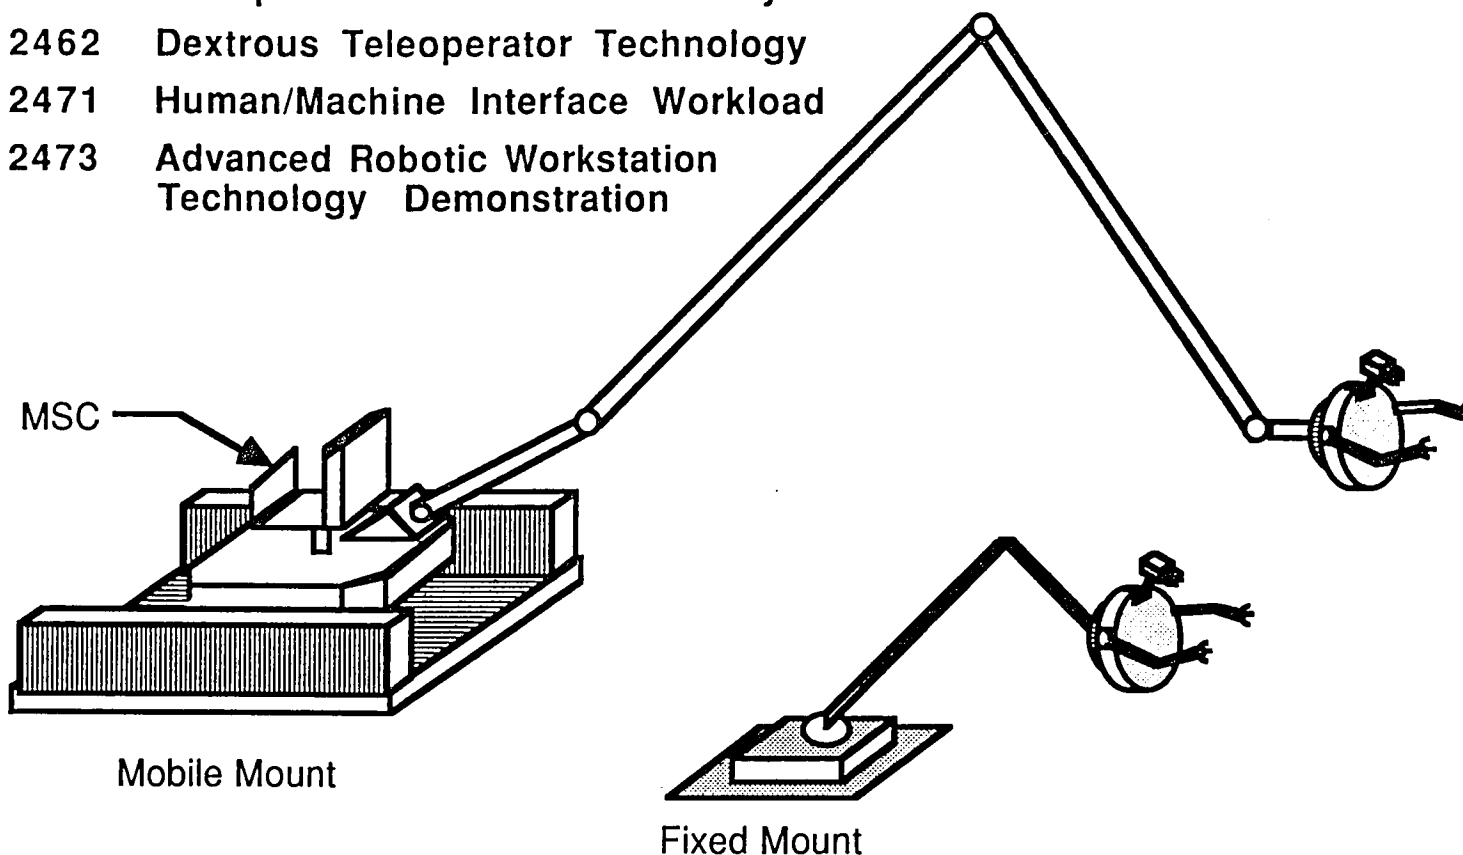 2462 Dextrous Teleoperator Technology
2471 Human/Machine Interface Workload
2473 Advanced Robotic Workstation
Technology Demonstration
MSC
Mobile Mount
Fixed Mount